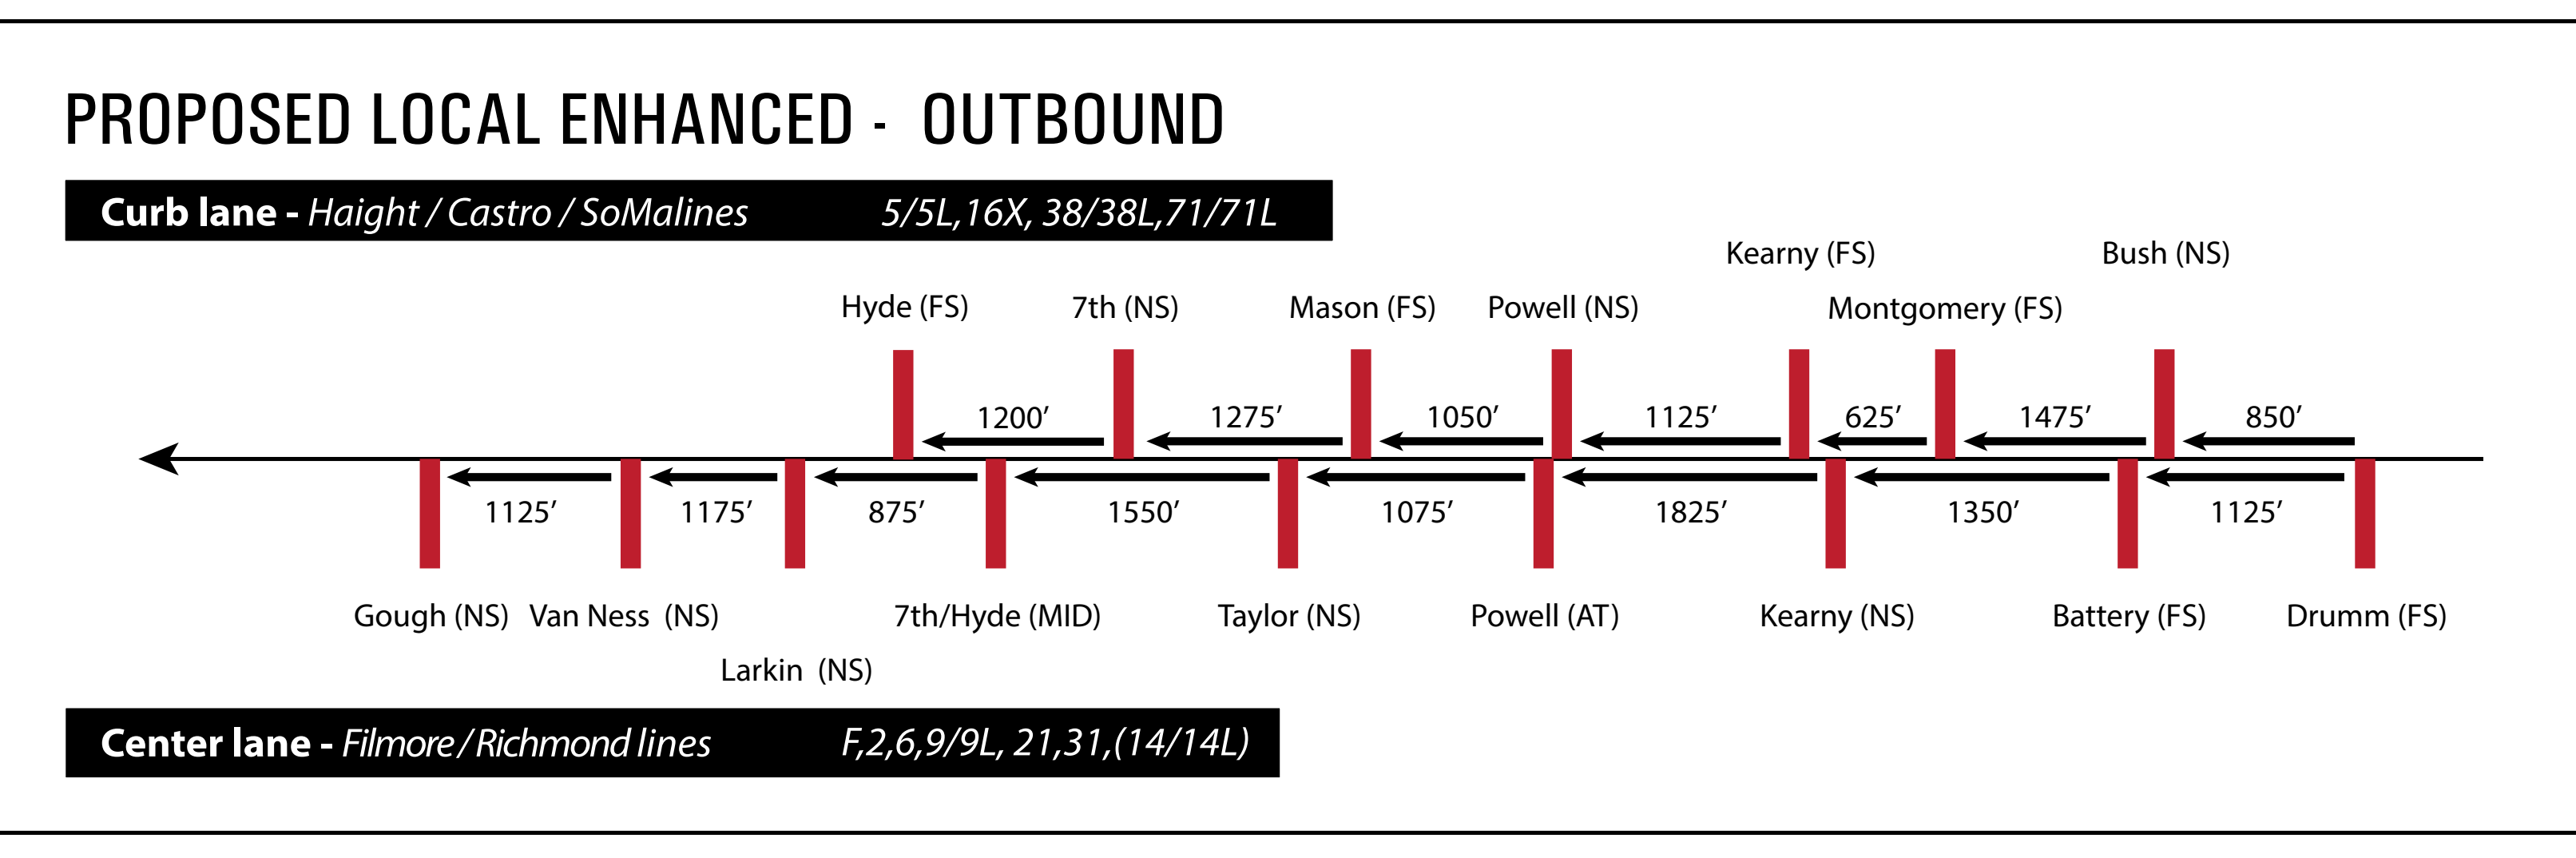 PROPOSED LOCAL ENHANCED - OUTBOUND
Curb lane - Haight / Castro / SoMalines 5/5L,16X, 38/38L,71/71L
Kearny (FS) Bush (NS)
Hyde (FS) 7th (NS) Mason (FS) Powell (NS) Montgomery (FS)
1200’ 1275’ 1050’ 1125’ 625’ 1475’ 850’
1125’ 1175’ 875’ 1550’ 1075’ 1825’ 1350’ 1125’
Gough (NS) Van Ness (NS) 7th/Hyde (MID) Taylor (NS) Powell (AT) Kearny (NS) Battery (FS) Drumm (FS)
Larkin (NS)
Center lane - Filmore / Richmond lines F,2,6,9/9L, 21,31,(14/14L)